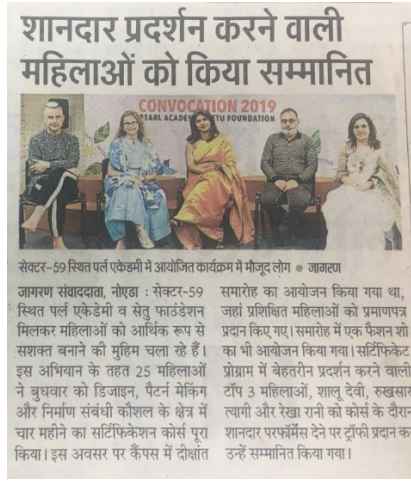 शानदार प्रदर्शन करने वाली
महिलाओं को किया सम्मानित
CONVOCATION 2019
PEARL ACADEM ETU FOUNDATION
सेक्टर-59 स्थित पर्ल एकेडमी में आयोजित कार्यक्रम में मौजूद लोग ● जागरण
जागरण संवाददाता, नोएडा : सेक्टर-59
स्थित पर्ल एकेडेमी व सेतु फाउंडेशन
मिलकर महिलाओं को आर्थिक रूप से
सशक्त बनाने की मुहिम चला रहे हैं।
इस अभियान के तहत 25 महिलाओं
ने बुधवार को डिजाइन, पैटर्न मेकिंग
और निर्माण संबंधी कौशल के क्षेत्र में
चार महीने का सर्टिफिकेशन कोर्स पूरा
किया। इस अवसर पर कैंपस में दीक्षांत
समारोह का आयोजन किया गया था,
जहां प्रशिक्षित महिलाओं को प्रमाणपत्र
प्रदान किए गए। समारोह में एक फैशन शो
का भी आयोजन किया गया। सर्टिफिकेट
प्रोग्राम में बेहतरीन प्रदर्शन करने वाली
टॉप 3 महिलाओं, शालू देवी, रुखसार
त्यागी और रेखा रानी को कोर्स के दौरान
शानदार परफॉर्मेंस देने पर ट्रॉफी प्रदान क
उन्हें सम्मानित किया गया।